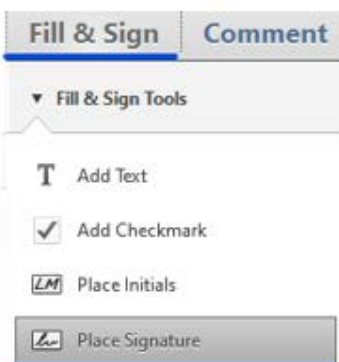 Fill & Sign Comment
Fill & Sign Tools
T Add Text
Add Checkmark
LM Place Initials
Place Signature